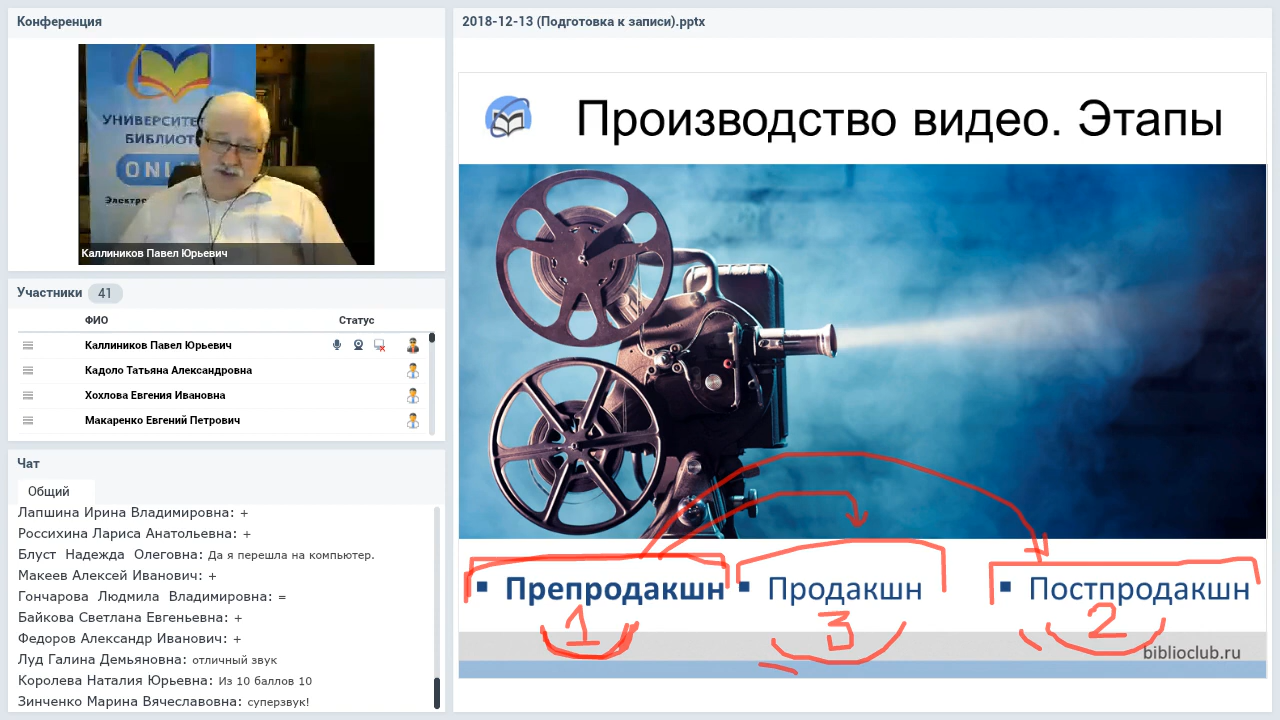 Конференция
УНИВЕРСИТЕ
БИБЛИОТ
ONLI
Электро
Каллиников Павел Юрьевич
Участники 41
ФИО Статус
Каллиников Павел Юрьевич
Кадоло Татьяна Александровна
Хохлова Евгения Ивановна
Макаренко Евгений Петрович
Чат
Общий
Лапшина Ирина Владимировна: +
Россихина Лариса Анатольевна: +
Блуст Надежда Олеговна: Да я перешла на компьютер.
Макеев Алексей Иванович: +
Гончарова Людмила Владимировна: =
Байкова Светлана Евгеньевна: +
Федоров Александр Иванович: +
Луд Галина Демьяновна: отличный звук
Королева Наталия Юрьевна: Из 10 баллов 10
Зинченко Марина Вячеславовна: суперзвук!
2018-12-13 (Подготовка к записи).pptx
Производство видео. Этапы
▪ Препродакшн ▪ Продакшн ▪ Постпродакшн
1 3 2
biblioclub.ru